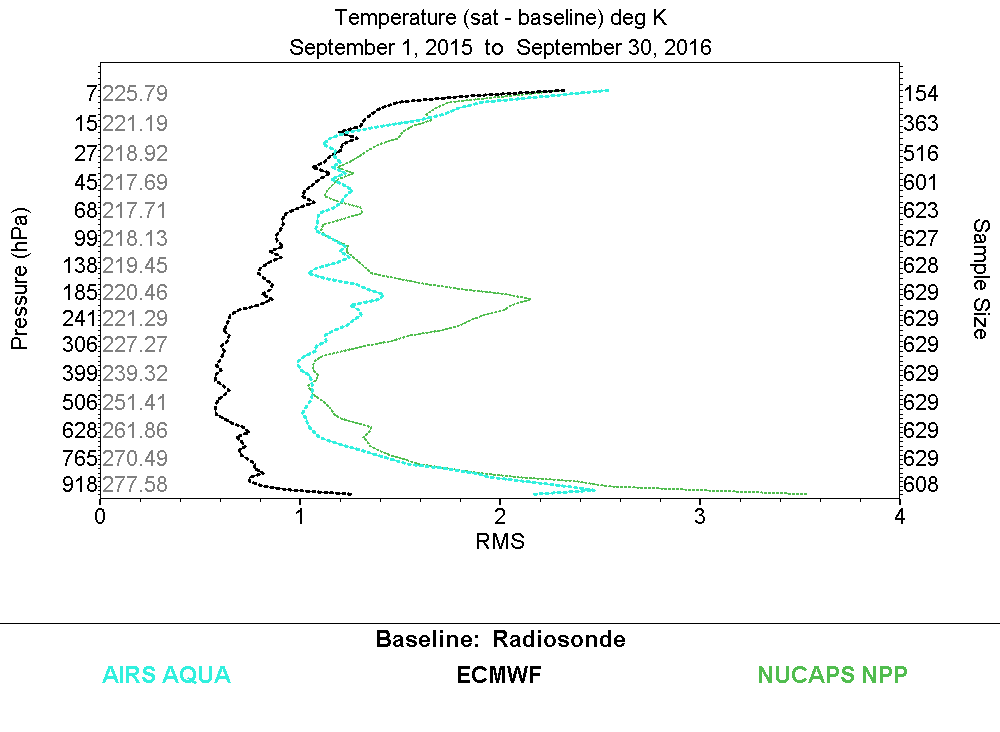 Temperature (sat - baseline) deg K
September 1, 2015 to September 30, 2016
Pressure (hPa)
7 225.79 154
15 221.19 363
27 218.92 516
45 217.69 601
68 217.71 623
99 218.13 627
138 219.45 628
185 220.46 629
241 221.29 629
306 227.27 629
399 239.32 629
506 251.41 629
628 261.86 629
765 270.49 629
918 277.58 608
Sample Size
0 1 2 3 4
RMS
Baseline: Radiosonde
AIRS AQUA ECMWF NUCAPS NPP